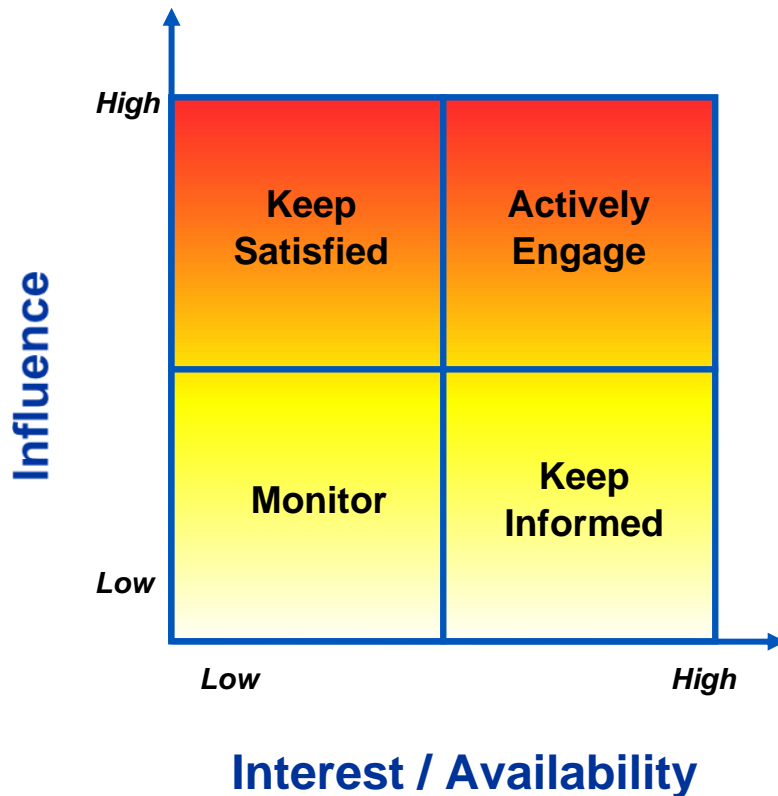 High
Keep
Satisfied
Actively
Engage
Influence
Monitor
Keep
Informed
Low
Low
High
Interest / Availability